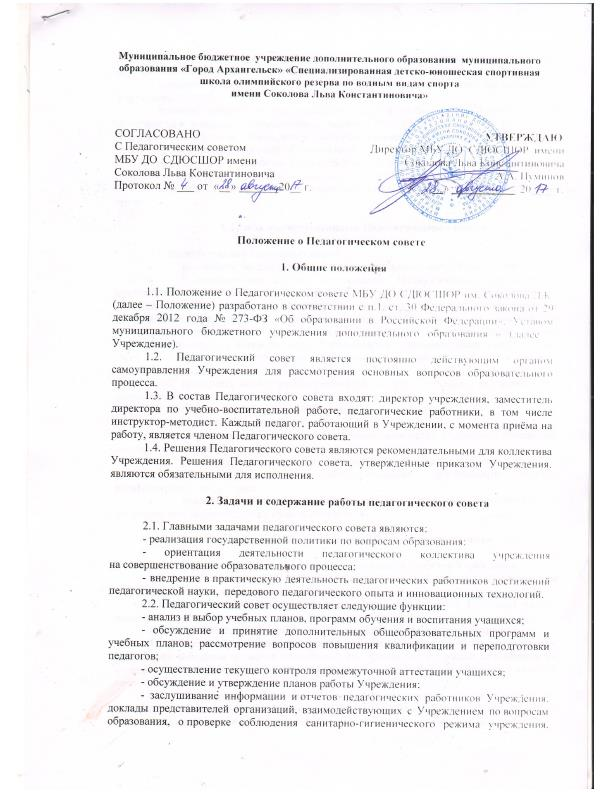 Муниципальное бюджетное учреждение дополнительного образования муниципального
образования «Город Архангельск» «Специализированная детско-юношеская спортивная
школа олимпийского резерва по водным видам спорта
имени Соколова Льва Константиновича»
СОГЛАСОВАНО
С Педагогическим советом
МБУ ДО СДЮСШОР имени
Соколова Льва Константиновича
Протокол № 4 от «28» августа 2017 г.
УТВЕРЖДАЮ
Директор МБУ ДО СДЮСШОР имени
Соколова Льва Константиновича
А.А. Пуминов
«28» августа 2017 г.
Положение о Педагогическом совете
1. Общие положения
1.1. Положение о Педагогическом совете МБУ ДО СДЮСШОР им. Соколова Л.К.
(далее – Положение) разработано в соответствии с п.1. ст. 30 Федерального закона от 29
декабря 2012 года № 273-ФЗ «Об образовании в Российской Федерации», Уставом
муниципального бюджетного учреждения дополнительного образования (далее –
Учреждение).
1.2. Педагогический совет является постоянно действующим органом
самоуправления Учреждения для рассмотрения основных вопросов образовательного
процесса.
1.3. В состав Педагогического совета входят: директор учреждения, заместитель
директора по учебно-воспитательной работе, педагогические работники, в том числе
инструктор-методист. Каждый педагог, работающий в Учреждении, с момента приёма на
работу, является членом Педагогического совета.
1.4. Решения Педагогического совета являются рекомендательными для коллектива
Учреждения. Решения Педагогического совета, утвержденные приказом Учреждения,
являются обязательными для исполнения.
2. Задачи и содержание работы педагогического совета
2.1. Главными задачами педагогического совета являются:
- реализация государственной политики по вопросам образования;
- ориентация деятельности педагогического коллектива учреждения
на совершенствование образовательного процесса;
- внедрение в практическую деятельность педагогических работников достижений
педагогической науки, передового педагогического опыта и инновационных технологий.
2.2. Педагогический совет осуществляет следующие функции:
- анализ и выбор учебных планов, программ обучения и воспитания учащихся;
- обсуждение и принятие дополнительных общеобразовательных программ и
учебных планов; рассмотрение вопросов повышения квалификации и переподготовки
педагогов;
- осуществление текущего контроля промежуточной аттестации учащихся;
- обсуждение и утверждение планов работы Учреждения;
- заслушивание информации и отчетов педагогических работников Учреждения,
доклады представителей организаций, взаимодействующих с Учреждением по вопросам
образования, о проверке соблюдения санитарно-гигиенического режима учреждения,